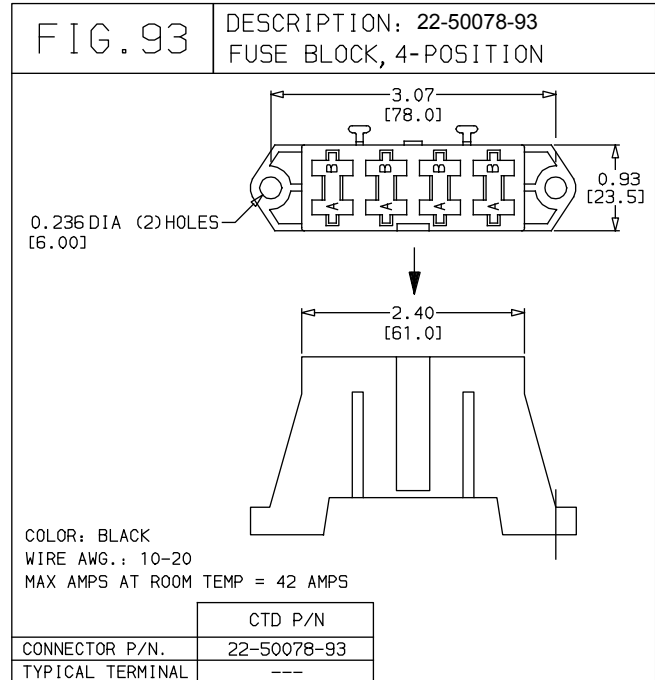 FIG.93
DESCRIPTION: 22-50078-93
FUSE BLOCK, 4-POSITION
3.07
[78.0]
B B B B
A A A A
0.93
[23.5]
0.236 DIA (2) HOLES
[6.00]
2.40
[61.0]
COLOR: BLACK
WIRE AWG.: 10-20
MAX AMPS AT ROOM TEMP = 42 AMPS
CTD P/N
CONNECTOR P/N. 22-50078-93
TYPICAL TERMINAL ---